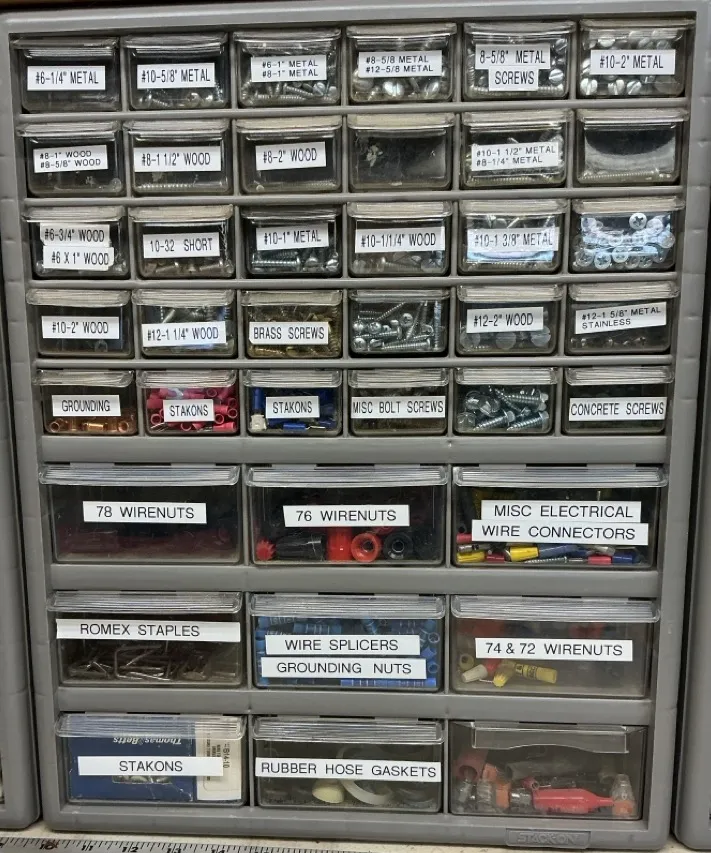 #6-1/4" METAL
#10-5/8" METAL
#6-1" METAL
#8-1" METAL
#8-5/8 METAL
#12-5/8 METAL
8-5/8" METAL
SCREWS
#10-2" METAL
#8-1" WOOD
#8-5/8" WOOD
#8-1 1/2" WOOD
#8-2" WOOD
#10-1 1/2" METAL
#8-1/4" METAL
#6-3/4" WOOD
#6 X 1" WOOD
10-32 SHORT
#10-1" METAL
#10-1/1/4" WOOD
#10-1 3/8" METAL
#10-2" WOOD
#12-1 1/4" WOOD
BRASS SCREWS
#12-2" WOOD
#12-1 5/8" METAL
STAINLESS
GROUNDING
STAKONS
STAKONS
MISC BOLT SCREWS
CONCRETE SCREWS
78 WIRENUTS
76 WIRENUTS
MISC ELECTRICAL
WIRE CONNECTORS
ROMEX STAPLES
WIRE SPLICERS
GROUNDING NUTS
74 & 72 WIRENUTS
Thomas & Betts
STAKONS
RUBBER HOSE GASKETS
STACK-ON